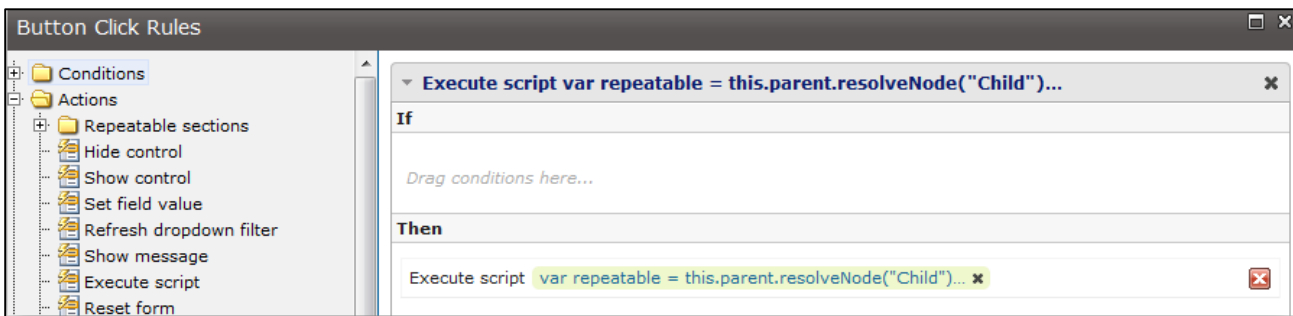 Button Click Rules
Conditions
Actions
Repeatable sections
Hide control
Show control
Set field value
Refresh dropdown filter
Show message
Execute script
Reset form
Execute script var repeatable = this.parent.resolveNode("Child")...
If
Drag conditions here...
Then
Execute script var repeatable = this.parent.resolveNode("Child")...